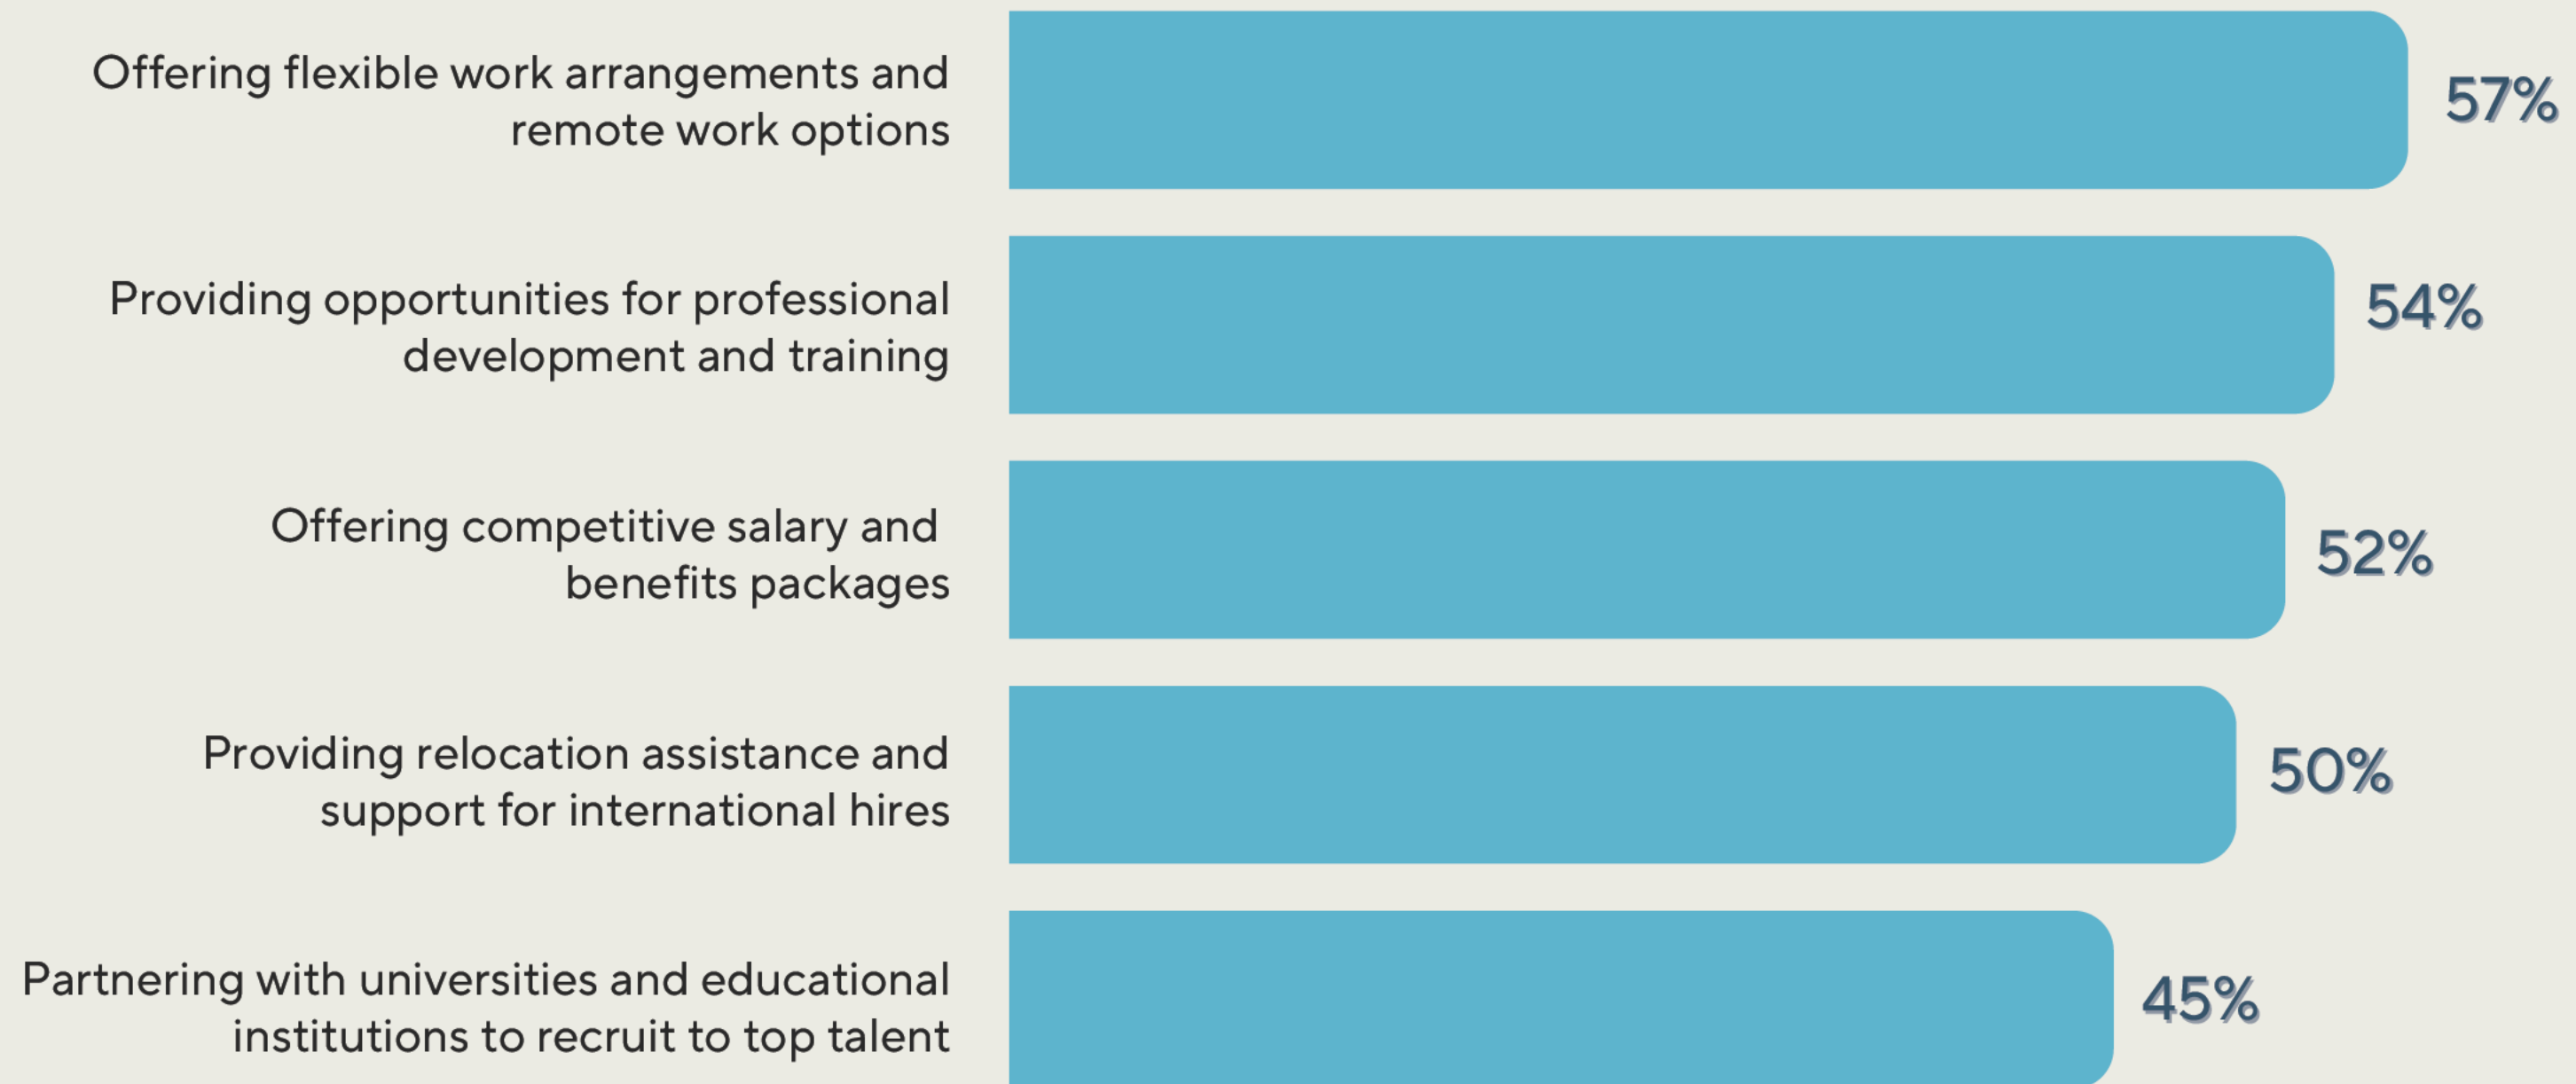 Offering flexible work arrangements and
remote work options
57%
Providing opportunities for professional
development and training
54%
Offering competitive salary and
benefits packages
52%
Providing relocation assistance and
support for international hires
50%
Partnering with universities and educational
institutions to recruit to top talent
45%